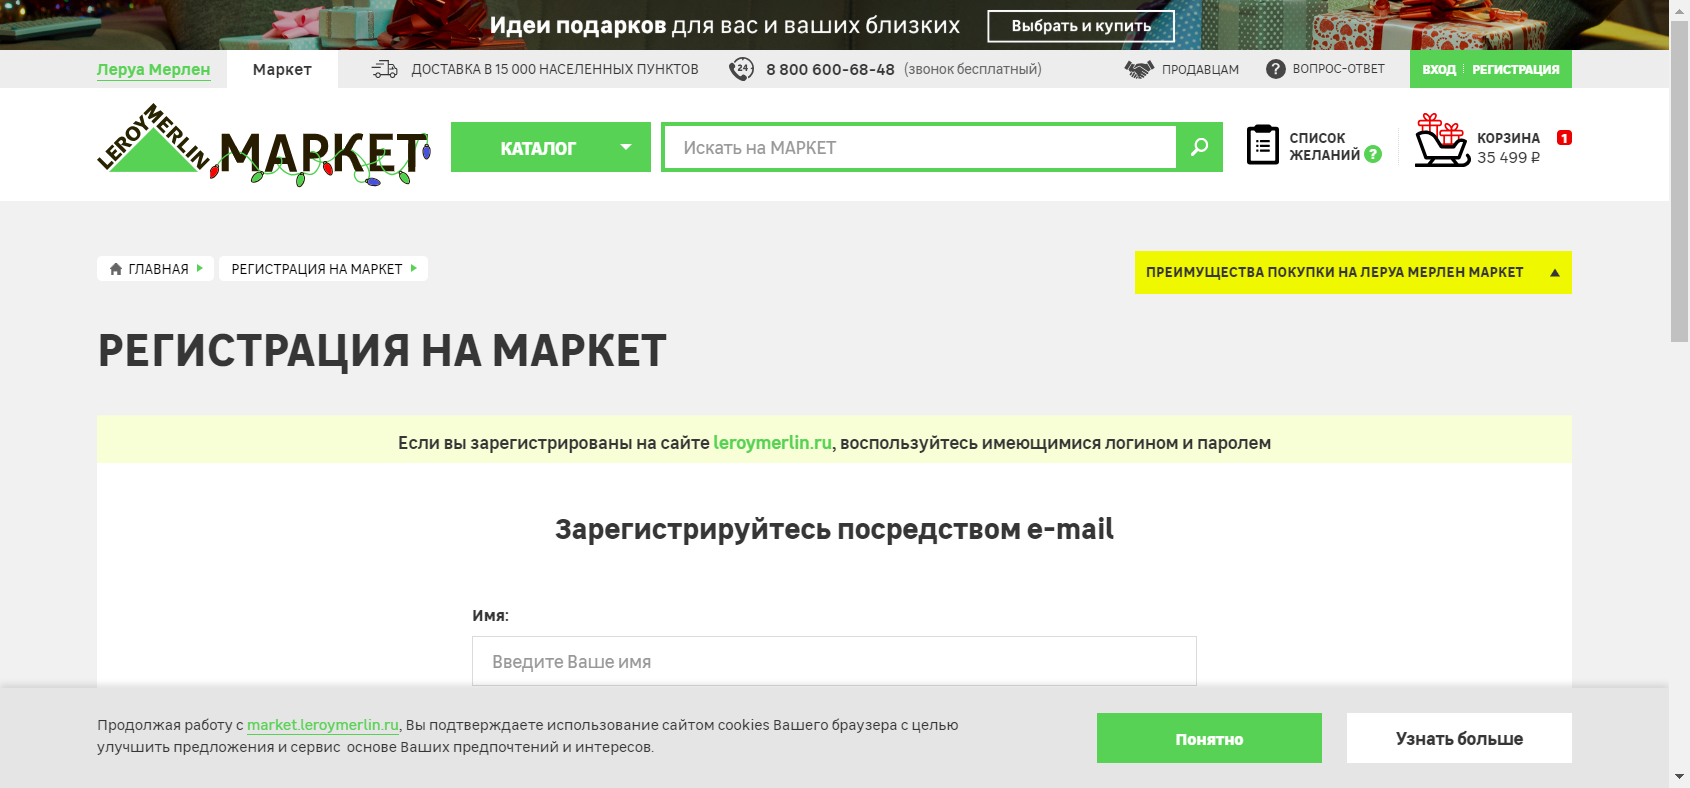 Идеи подарков для вас и ваших близких Выбрать и купить
Леруа Мерлен Маркет ДОСТАВКА В 15 000 НАСЕЛЕННЫХ ПУНКТОВ 24 8 800 600-68-48 (звонок бесплатный) ПРОДАВЦАМ ? ВОПРОС-ОТВЕТ ВХОД РЕГИСТРАЦИЯ
LEROY MERLIN МАРКЕТ КАТАЛОГ Искать на МАРКЕТ
СПИСОК
ЖЕЛАНИЙ ?
КОРЗИНА 1
35 499 ₽
ГЛАВНАЯ РЕГИСТРАЦИЯ НА МАРКЕТ ПРЕИМУЩЕСТВА ПОКУПКИ НА ЛЕРУА МЕРЛЕН МАРКЕТ
РЕГИСТРАЦИЯ НА МАРКЕТ
Если вы зарегистрированы на сайте leroymerlin.ru, воспользуйтесь имеющимися логином и паролем
Зарегистрируйтесь посредством e-mail
Имя:
Введите Ваше имя
Продолжая работу с market.leroymerlin.ru, Вы подтверждаете использование сайтом cookies Вашего браузера с целью
улучшить предложения и сервис основе Ваших предпочтений и интересов.
Понятно Узнать больше